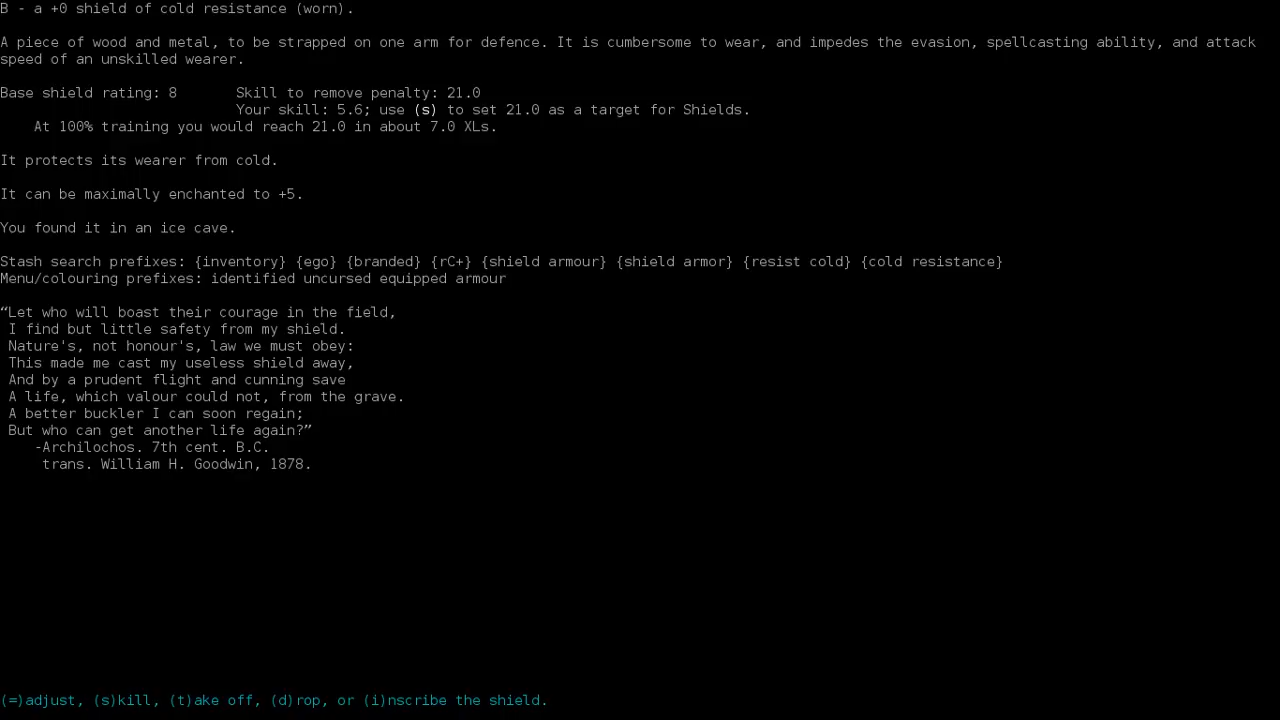 B - a +0 shield of cold resistance (worn).
A piece of wood and metal, to be strapped on one arm for defence. It is cumbersome to wear, and impedes the evasion, spellcasting ability, and attack
speed of an unskilled wearer.
Base shield rating: 8       Skill to remove penalty: 21.0
Your skill: 5.6; use (s) to set 21.0 as a target for Shields.
At 100% training you would reach 21.0 in about 7.0 XLs.
It protects its wearer from cold.
It can be maximally enchanted to +5.
You found it in an ice cave.
Stash search prefixes: {inventory} {ego} {branded} {rC+} {shield armour} {shield armor} {resist cold} {cold resistance}
Menu/colouring prefixes: identified uncursed equipped armour
“Let who will boast their courage in the field,
I find but little safety from my shield.
Nature's, not honour's, law we must obey:
This made me cast my useless shield away,
And by a prudent flight and cunning save
A life, which valour could not, from the grave.
A better buckler I can soon regain;
But who can get another life again?”
-Archilochos. 7th cent. B.C.
trans. William H. Goodwin, 1878.
(=)adjust, (s)kill, (t)ake off, (d)rop, or (i)nscribe the shield.